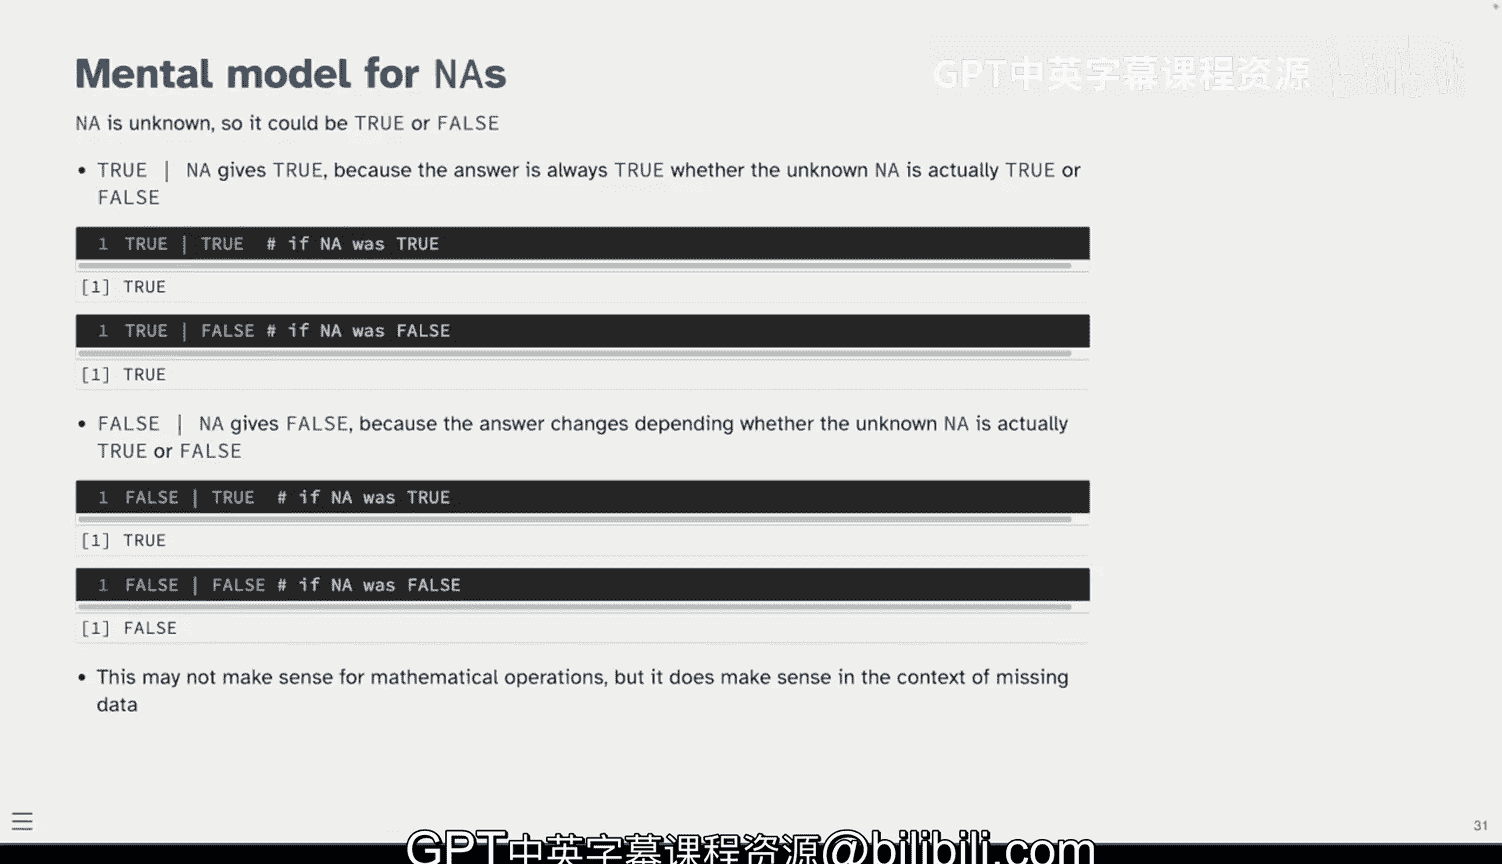 Mental model for NAs
GPT中英字幕课程资源
NA is unknown, so it could be TRUE or FALSE
• TRUE | NA gives TRUE, because the answer is always TRUE whether the unknown NA is actually TRUE or
FALSE
1 TRUE | TRUE # if NA was TRUE
[1] TRUE
1 TRUE | FALSE # if NA was FALSE
[1] TRUE
• FALSE | NA gives FALSE, because the answer changes depending whether the unknown NA is actually
TRUE or FALSE
1 FALSE | TRUE # if NA was TRUE
[1] TRUE
1 FALSE | FALSE # if NA was FALSE
[1] FALSE
• This may not make sense for mathematical operations, but it does make sense in the context of missing
data
31
GPT中英字幕课程资源@bilibili.com